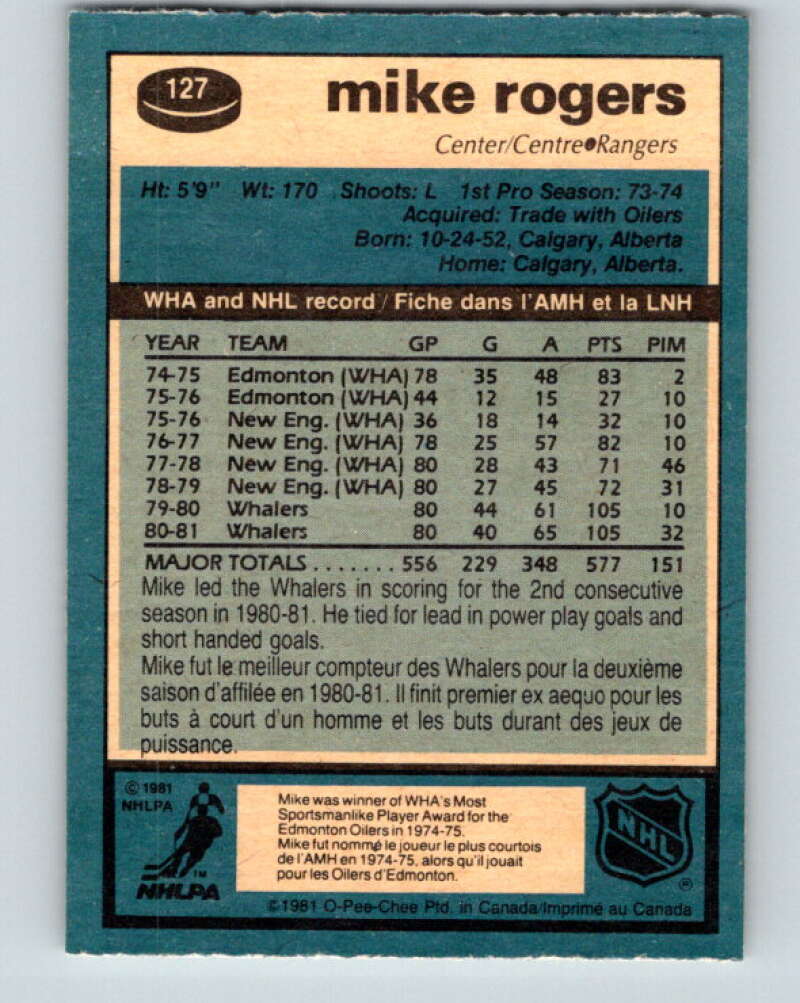 127
mike rogers
Center/Centre●Rangers
Ht: 5'9" Wt: 170 Shoots: L 1st Pro Season: 73-74
Acquired: Trade with Oilers
Born: 10-24-52, Calgary, Alberta
Home: Calgary, Alberta.
WHA and NHL record / Fiche dans l'AMH et la LNH
YEAR TEAM GP G A PTS PIM
74-75 Edmonton (WHA) 78 35 48 83 2
75-76 Edmonton (WHA) 44 12 15 27 10
75-76 New Eng. (WHA) 36 18 14 32 10
76-77 New Eng. (WHA) 78 25 57 82 10
77-78 New Eng. (WHA) 80 28 43 71 46
78-79 New Eng. (WHA) 80 27 45 72 31
79-80 Whalers 80 44 61 105 10
80-81 Whalers 80 40 65 105 32
MAJOR TOTALS....... 556 229 348 577 151
Mike led the Whalers in scoring for the 2nd consecutive
season in 1980-81. He tied for lead in power play goals and
short handed goals.
Mike fut le meilleur compteur des Whalers pour la deuxième
saison d'affilée en 1980-81. Il finit premier ex aequo pour les
buts à court d'un homme et les buts durant des jeux de
puissance.
© 1981
NHLPA
TM
NHLPA
Mike was winner of WHA's Most
Sportsmanlike Player Award for the
Edmonton Oilers in 1974-75.
Mike fut nommé le joueur le plus courtois
de l'AMH en 1974-75, alors qu'il jouait
pour les Oilers d'Edmonton.
NHL
®
© 1981 O-Pee-Chee Ptd. in Canada/Imprimé au Canada